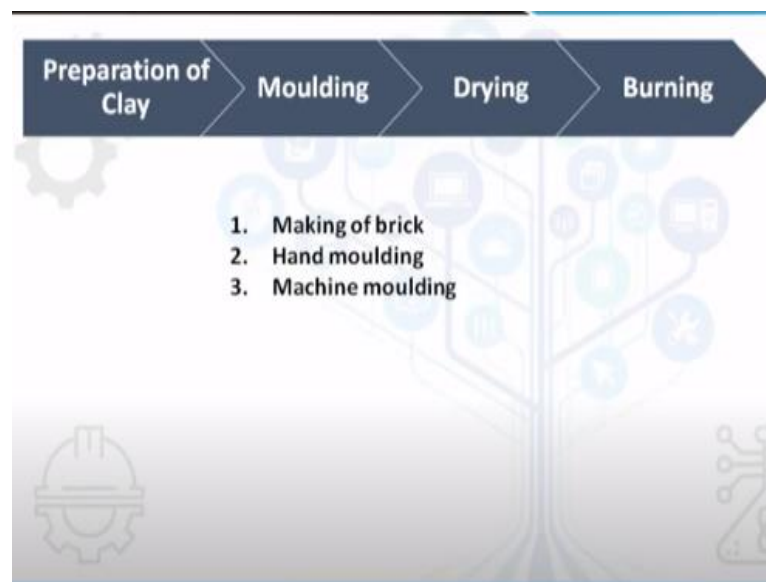 Preparation of
Clay
Moulding
Drying
Burning
1. Making of brick
2. Hand moulding
3. Machine moulding